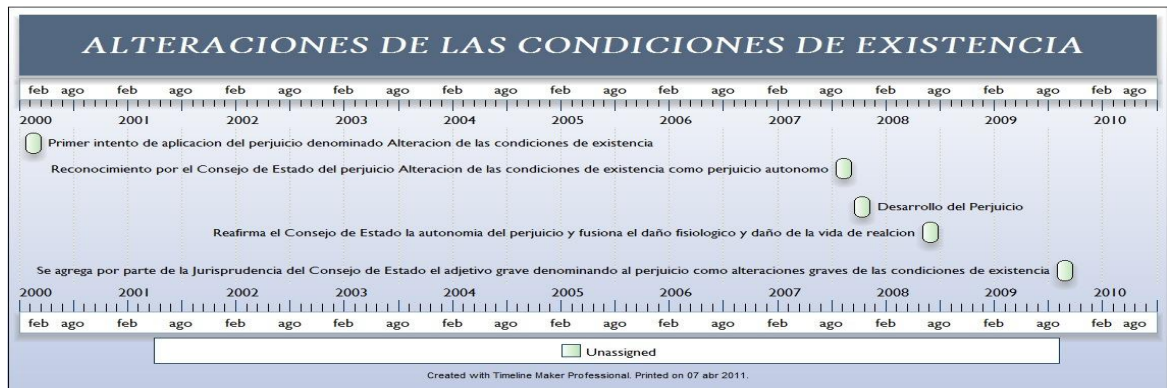 ALTERACIONES DE LAS CONDICIONES DE EXISTENCIA
feb ago feb ago feb ago feb ago feb ago feb ago feb ago feb ago feb ago feb ago feb ago
2000 2001 2002 2003 2004 2005 2006 2007 2008 2009 2010
Primer intento de aplicacion del perjuicio denominado Alteracion de las condiciones de existencia
Reconocimiento por el Consejo de Estado del perjuicio Alteracion de las condiciones de existencia como perjuicio autonomo
Desarrollo del Perjuicio
Reafirma el Consejo de Estado la autonomia del perjuicio y fusiona el daño fisiologico y daño de la vida de realcion
Se agrega por parte de la Jurisprudencia del Consejo de Estado el adjetivo grave denominando al perjuicio como alteraciones graves de las condiciones de existencia
2000 2001 2002 2003 2004 2005 2006 2007 2008 2009 2010
feb ago feb ago feb ago feb ago feb ago feb ago feb ago feb ago feb ago feb ago feb ago
Unassigned
Created with Timeline Maker Professional. Printed on 07 abr 2011.